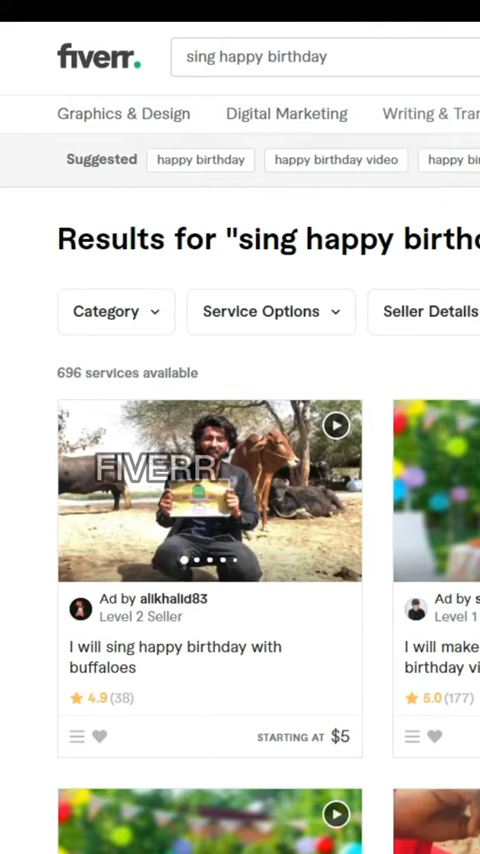 fiverr.
sing happy birthday
Graphics & Design Digital Marketing Writing & Tra
Suggested happy birthday happy birthday video happy bi
Results for "sing happy birth
Category Service Options Seller Details
696 services available
FIVERR
Ad by alikhalid83
Level 2 Seller
I will sing happy birthday with
buffaloes
4.9 (38)
STARTING AT $5
Ad by s
Level 1
I will make
birthday vi
5.0 (177)